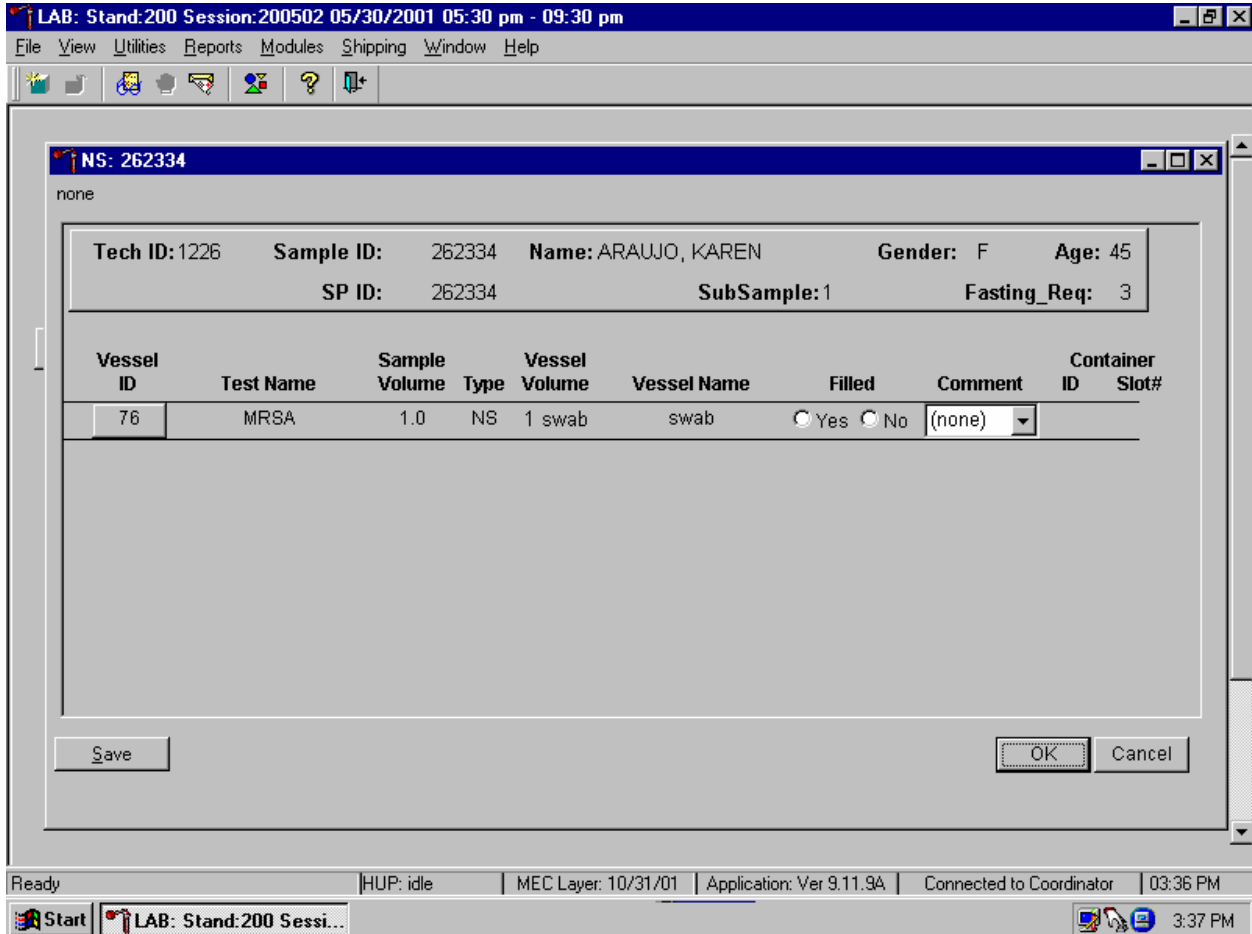 LAB: Stand:200 Session:200502 05/30/2001 05:30 pm - 09:30 pm
File View Utilities Reports Modules Shipping Window Help
NS: 262334
none
Tech ID: 1226 Sample ID: 262334 Name: ARAUJO, KAREN Gender: F Age: 45
SP ID: 262334 SubSample: 1 Fasting_Req: 3
Vessel Sample Vessel Container
ID Test Name Volume Type Volume Vessel Name Filled Comment ID Slot#
76 MRSA 1.0 NS 1 swab swab Yes No (none)
Save OK Cancel
Ready HUP: idle MEC Layer: 10/31/01 Application: Ver 9.11.9A Connected to Coordinator 03:36 PM
Start LAB: Stand:200 Sessi... 3:37 PM